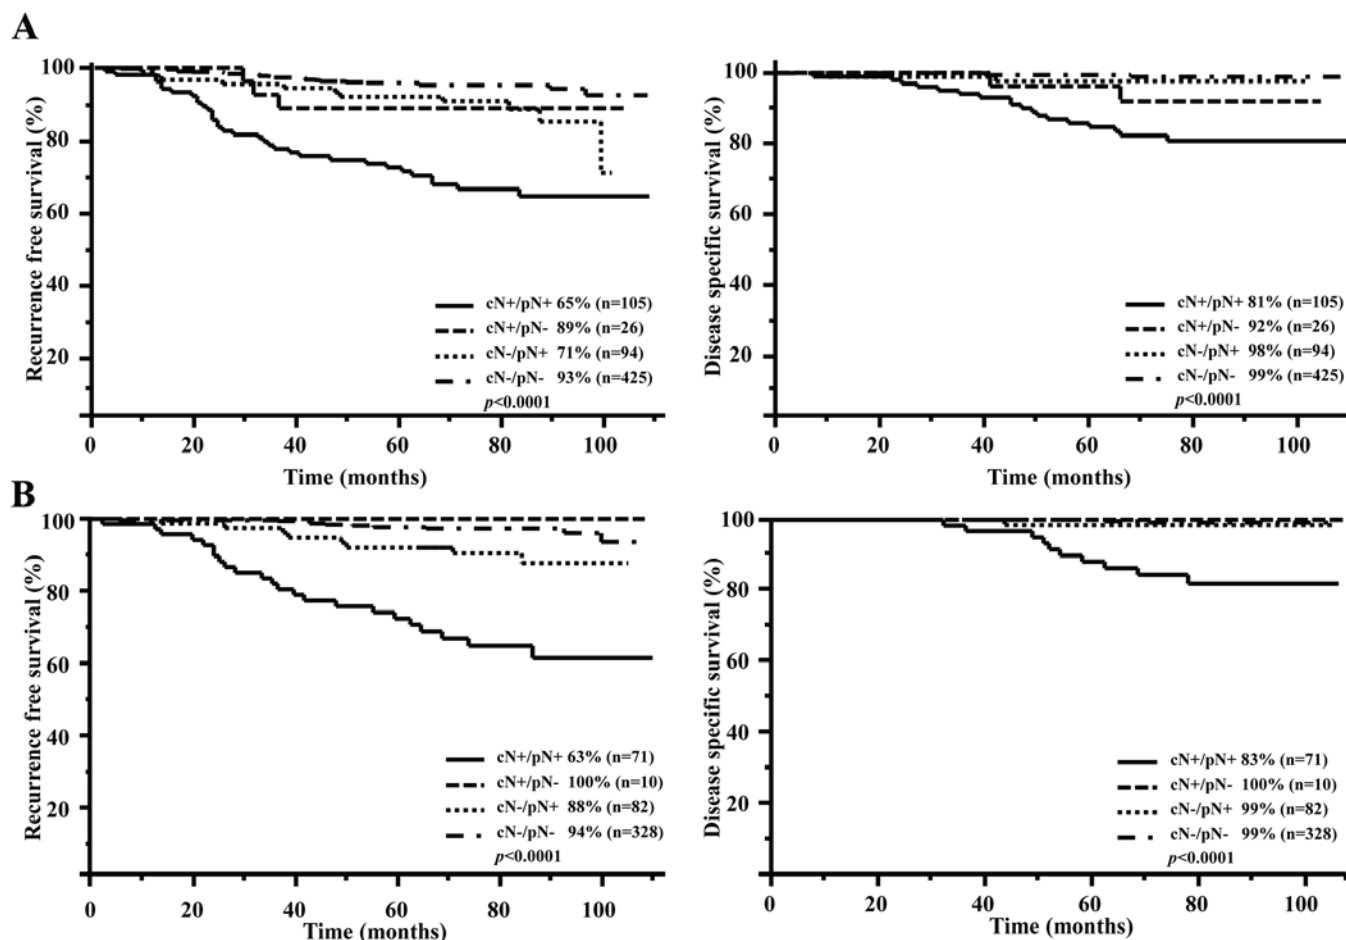 A
Recurrence free survival (%)
100
80
60
40
20
cN+/pN+ 65% (n=105)
cN+/pN- 89% (n=26)
cN-/pN+ 71% (n=94)
cN-/pN- 93% (n=425)
p<0.0001
0 20 40 60 80 100
Time (months)
Disease specific survival (%)
100
80
60
40
20
cN+/pN+ 81% (n=105)
cN+/pN- 92% (n=26)
cN-/pN+ 98% (n=94)
cN-/pN- 99% (n=425)
p<0.0001
0 20 40 60 80 100
Time (months)
B
Recurrence free survival (%)
100
80
60
40
20
cN+/pN+ 63% (n=71)
cN+/pN- 100% (n=10)
cN-/pN+ 88% (n=82)
cN-/pN- 94% (n=328)
p<0.0001
0 20 40 60 80 100
Time (months)
Disease specific survival (%)
100
80
60
40
20
cN+/pN+ 83% (n=71)
cN+/pN- 100% (n=10)
cN-/pN+ 99% (n=82)
cN-/pN- 99% (n=328)
p<0.0001
0 20 40 60 80 100
Time (months)